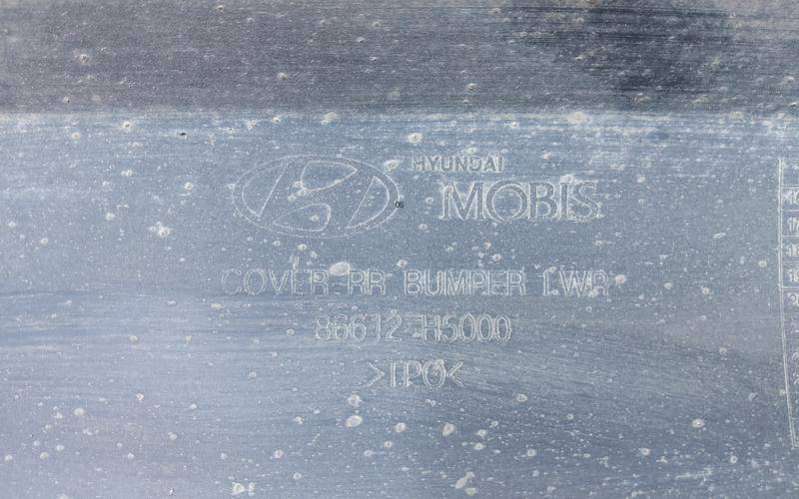 HYUNDAI
MOBIS
COVER-RR BUMPER LWR
86612-H5000
>TPO<